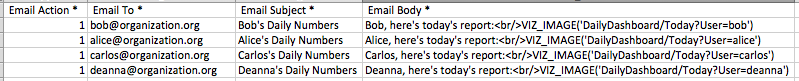 Email Action * Email To * Email Subject * Email Body *
1 bob@organization.org Bob's Daily Numbers Bob, here's today's report:<br/>VIZ_IMAGE('DailyDashboard/Today?User=bob')
1 alice@organization.org Alice's Daily Numbers Alice, here's today's report:<br/>VIZ_IMAGE('DailyDashboard/Today?User=alice')
1 carlos@organization.org Carlos's Daily Numbers Carlos, here's today's report:<br/>VIZ_IMAGE('DailyDashboard/Today?User=carlos')
1 deanna@organization.org Deanna's Daily Numbers Deanna, here's today's report:<br/>VIZ_IMAGE('DailyDashboard/Today?User=deanna')